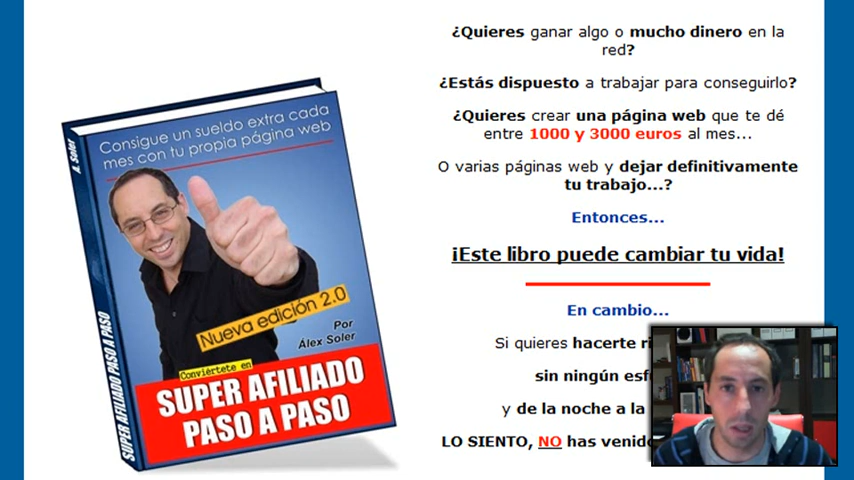 Consigue un sueldo extra cada
mes con tu propia página web
A. Soler
Nueva edición 2.0
Por
Álex Soler
Conviértete en
SUPER AFILIADO
PASO A PASO
SUPER AFILIADO PASO A PASO
¿Quieres ganar algo o mucho dinero en la
red?
¿Estás dispuesto a trabajar para conseguirlo?
¿Quieres crear una página web que te dé
entre 1000 y 3000 euros al mes...
O varias páginas web y dejar definitivamente
tu trabajo...?
Entonces...
¡Este libro puede cambiar tu vida!
En cambio...
Si quieres hacerte
sin ningún
y de la noche a la
LO SIENTO, NO has